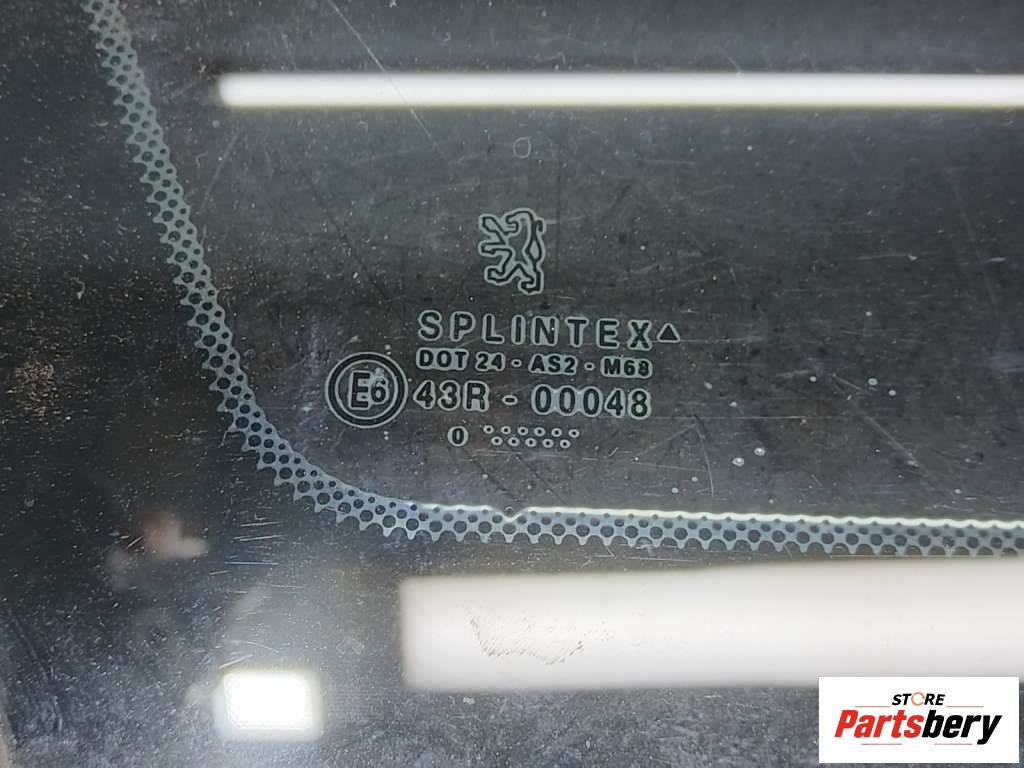 SPLINTEX
DOT 24 - AS2 - M68
E6 43R - 00048
0
STORE
Partsbery